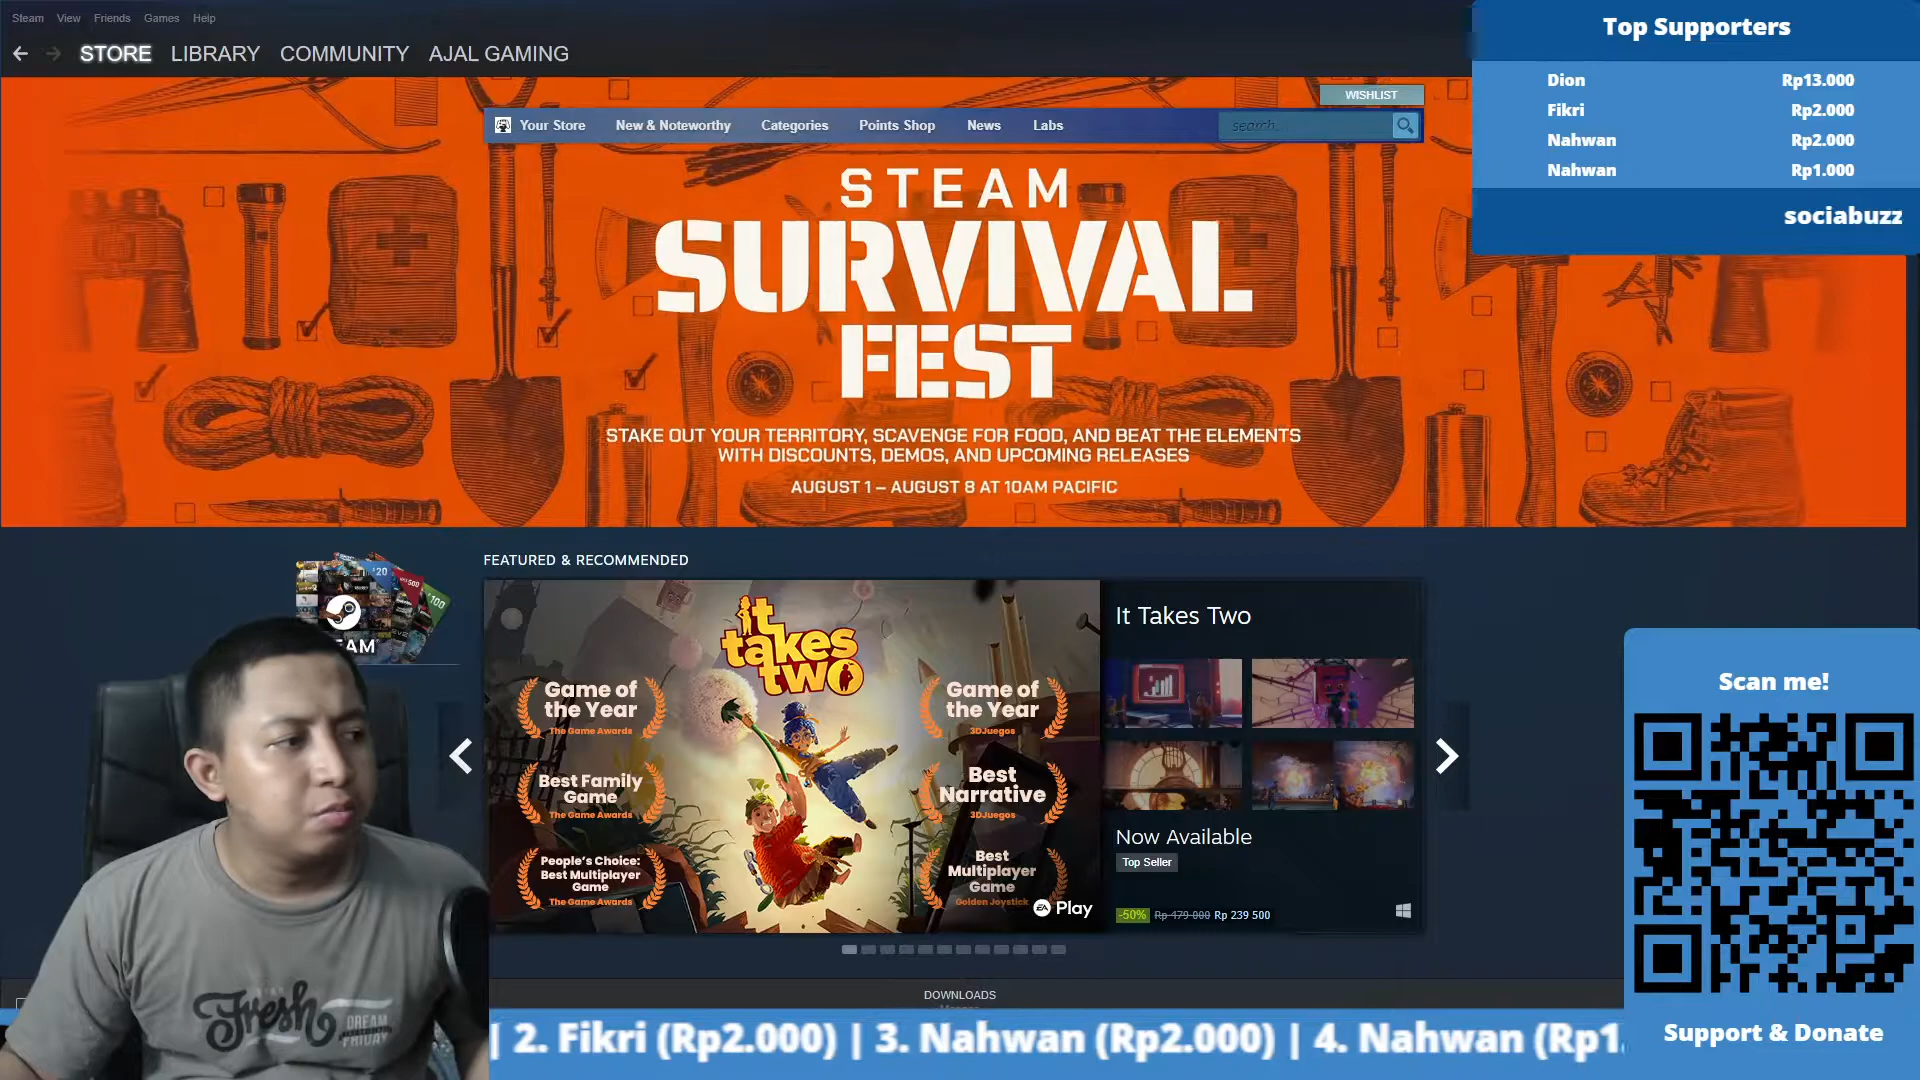 Steam View Friends Games Help
STORE LIBRARY COMMUNITY AJAL GAMING
Top Supporters
Dion Rp13.000
Fikri Rp2.000
Nahwan Rp2.000
Nahwan Rp1.000
sociabuzz
WISHLIST
Your Store New & Noteworthy Categories Points Shop News Labs search
STEAM
SURVIVAL
FEST
STAKE OUT YOUR TERRITORY, SCAVENGE FOR FOOD, AND BEAT THE ELEMENTS
WITH DISCOUNTS, DEMOS, AND UPCOMING RELEASES
AUGUST 1 – AUGUST 8 AT 10AM PACIFIC
FEATURED & RECOMMENDED
$20
500
100
EAM
it
takes
two
Game of
the Year
The Game Awards
Best Family
Game
The Game Awards
People's Choice:
Best Multiplayer
Game
The Game Awards
Game of
the Year
3DJuegos
Best
Narrative
3DJuegos
Best
Multiplayer
Game
Golden Joystick
EA Play
It Takes Two
Now Available
Top Seller
-50% Rp 479 000 Rp 239 500
DOWNLOADS
Fresh
DREAM
FRIDAY
| 2. Fikri (Rp2.000) | 3. Nahwan (Rp2.000) | 4. Nahwan (Rp1.
Scan me!
Support & Donate